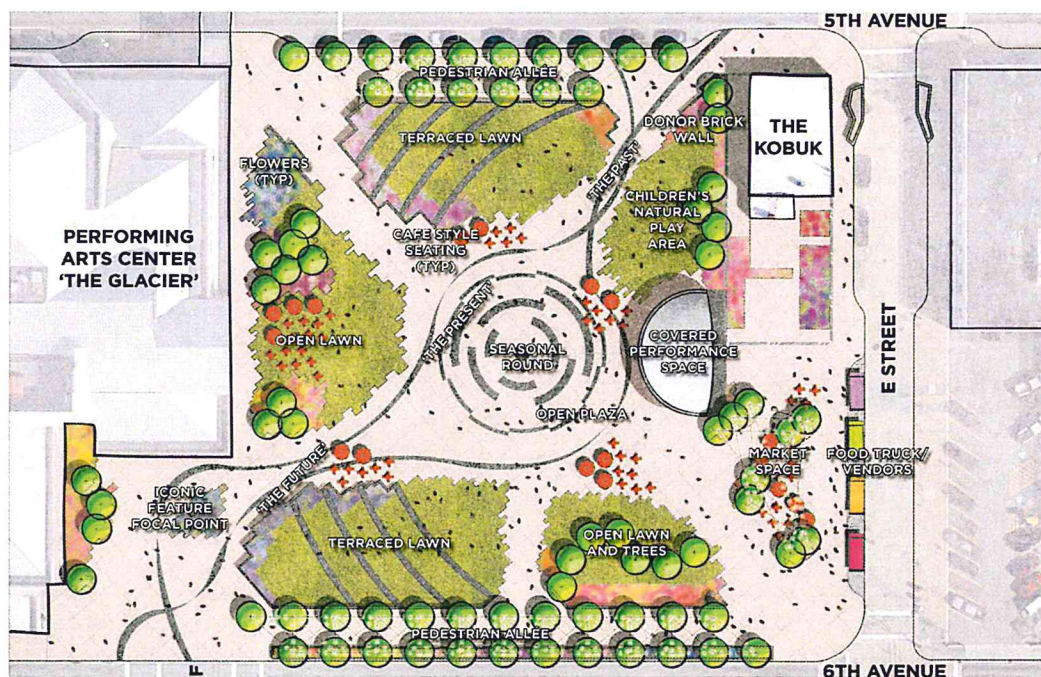 5TH AVENUE
PEDESTRIAN ALLÉE
TERRACED LAWN
DONOR BRICK
WALL
THE
KOBUK
FLOWERS
(TYP)
'THE PAST'
CHILDREN'S
NATURAL
PLAY
AREA
PERFORMING
ARTS CENTER
'THE GLACIER'
CAFE STYLE
SEATING
(TYP)
'THE PRESENT'
OPEN LAWN
SEASONAL
ROUND
COVERED
PERFORMANCE
SPACE
E STREET
OPEN PLAZA
MARKET
SPACE
FOOD TRUCK/
VENDORS
'THE FUTURE'
ICONIC
FEATURE
FOCAL POINT
TERRACED LAWN
OPEN LAWN
AND TREES
PEDESTRIAN ALLÉE
F
6TH AVENUE